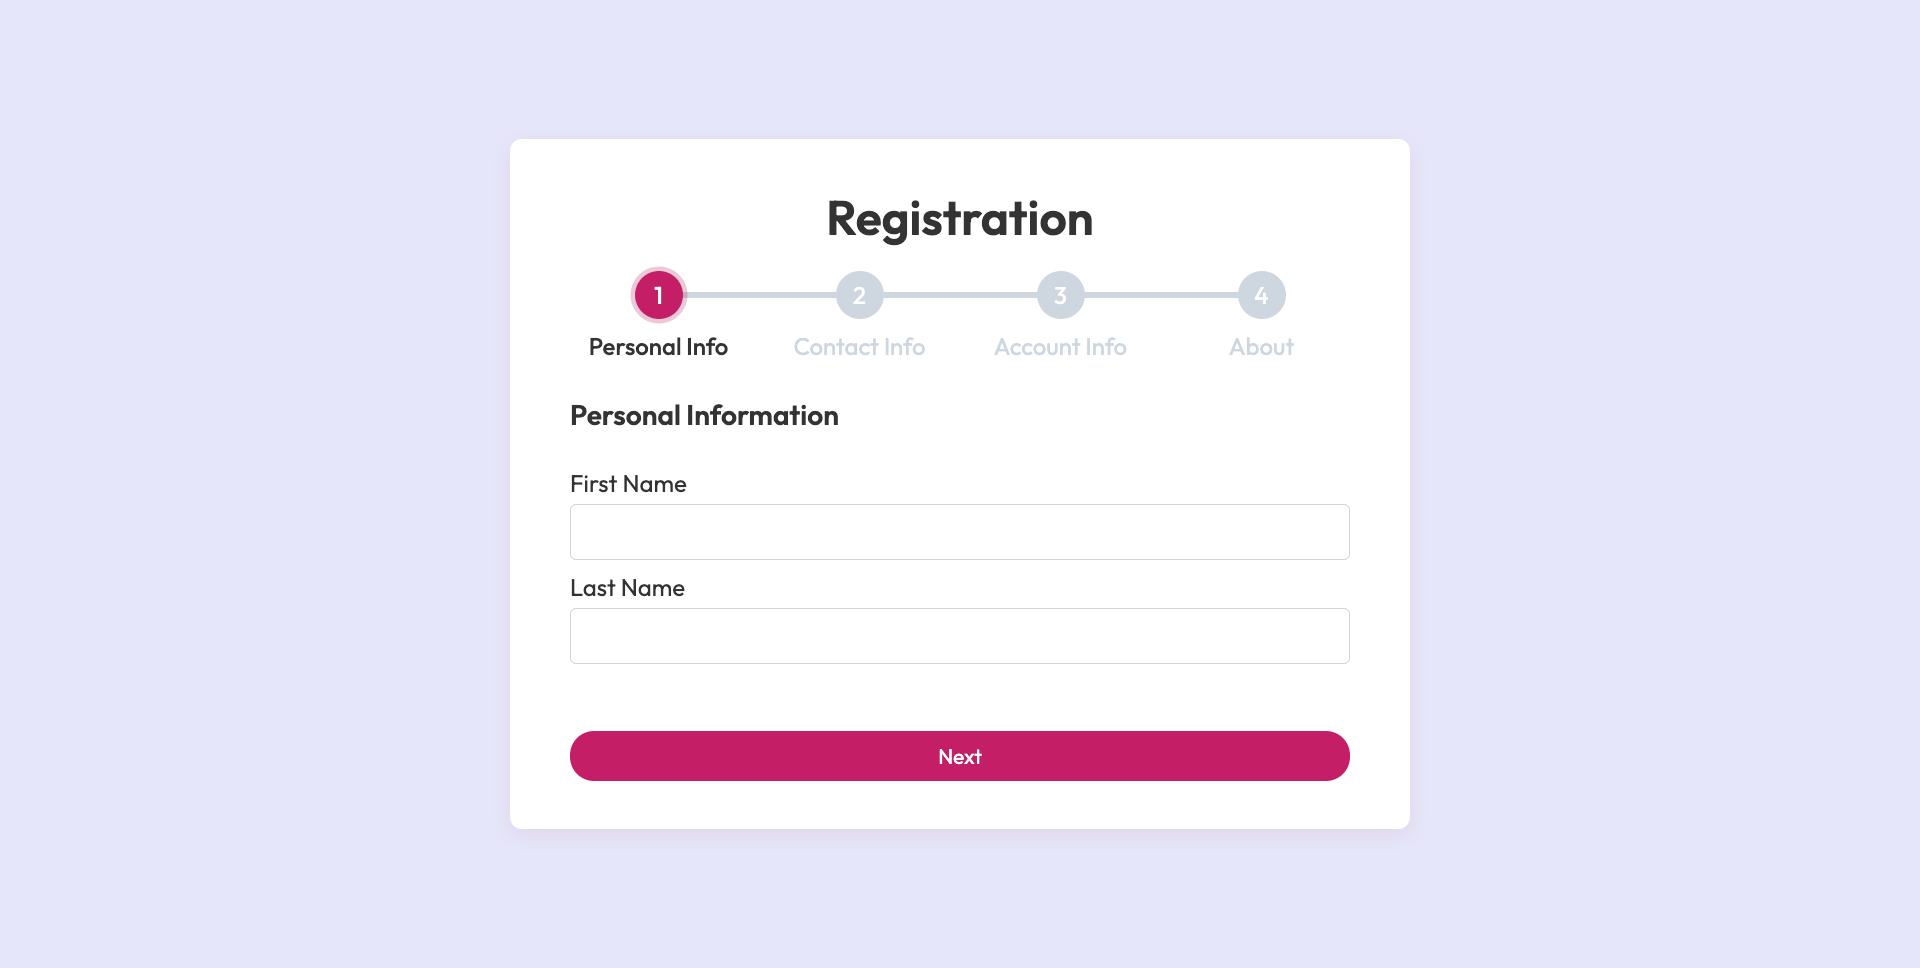 Registration
1 2 3 4
Personal Info Contact Info Account Info About
Personal Information
First Name
Last Name
Next